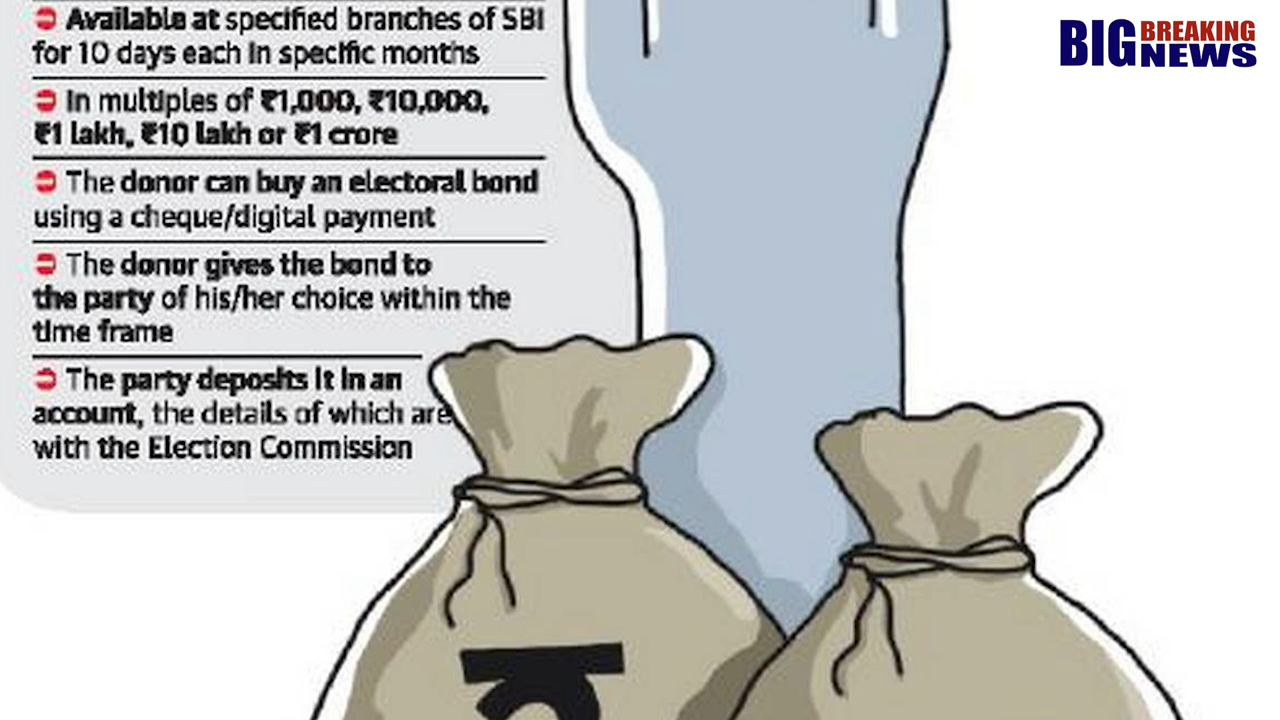 Available at specified branches of SBI
for 10 days each in specific months
In multiples of ₹1,000, ₹10,000,
₹1 lakh, ₹10 lakh or ₹1 crore
The donor can buy an electoral bond
using a cheque/digital payment
The donor gives the bond to
the party of his/her choice within the
time frame
The party deposits it in an
account, the details of which are
with the Election Commission
BIG BREAKING
NEWS